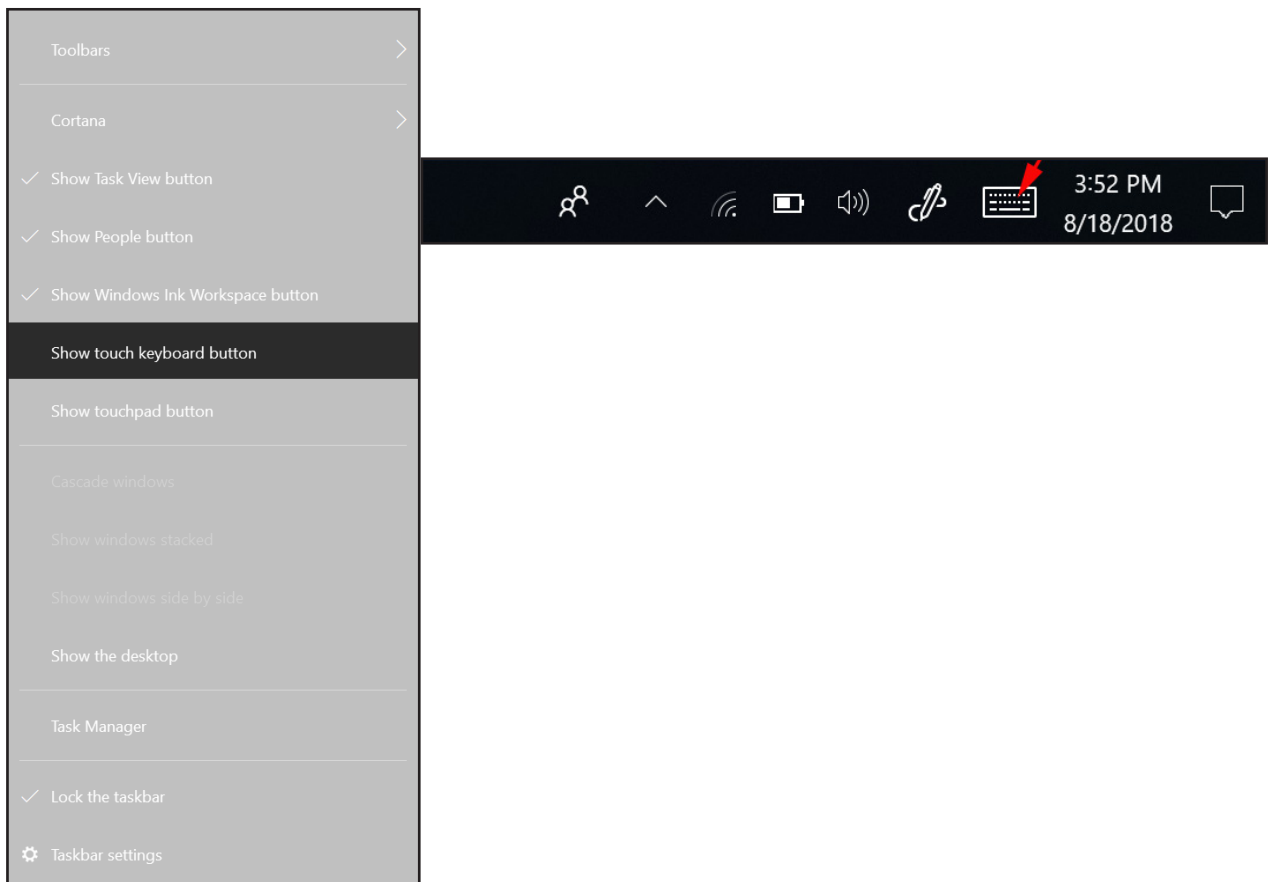 Toolbars
Cortana
Show Task View button
Show People button
Show Windows Ink Workspace button
Show touch keyboard button
Show touchpad button
Cascade windows
Show windows stacked
Show windows side by side
Show the desktop
Task Manager
Lock the taskbar
Taskbar settings
3:52 PM
8/18/2018